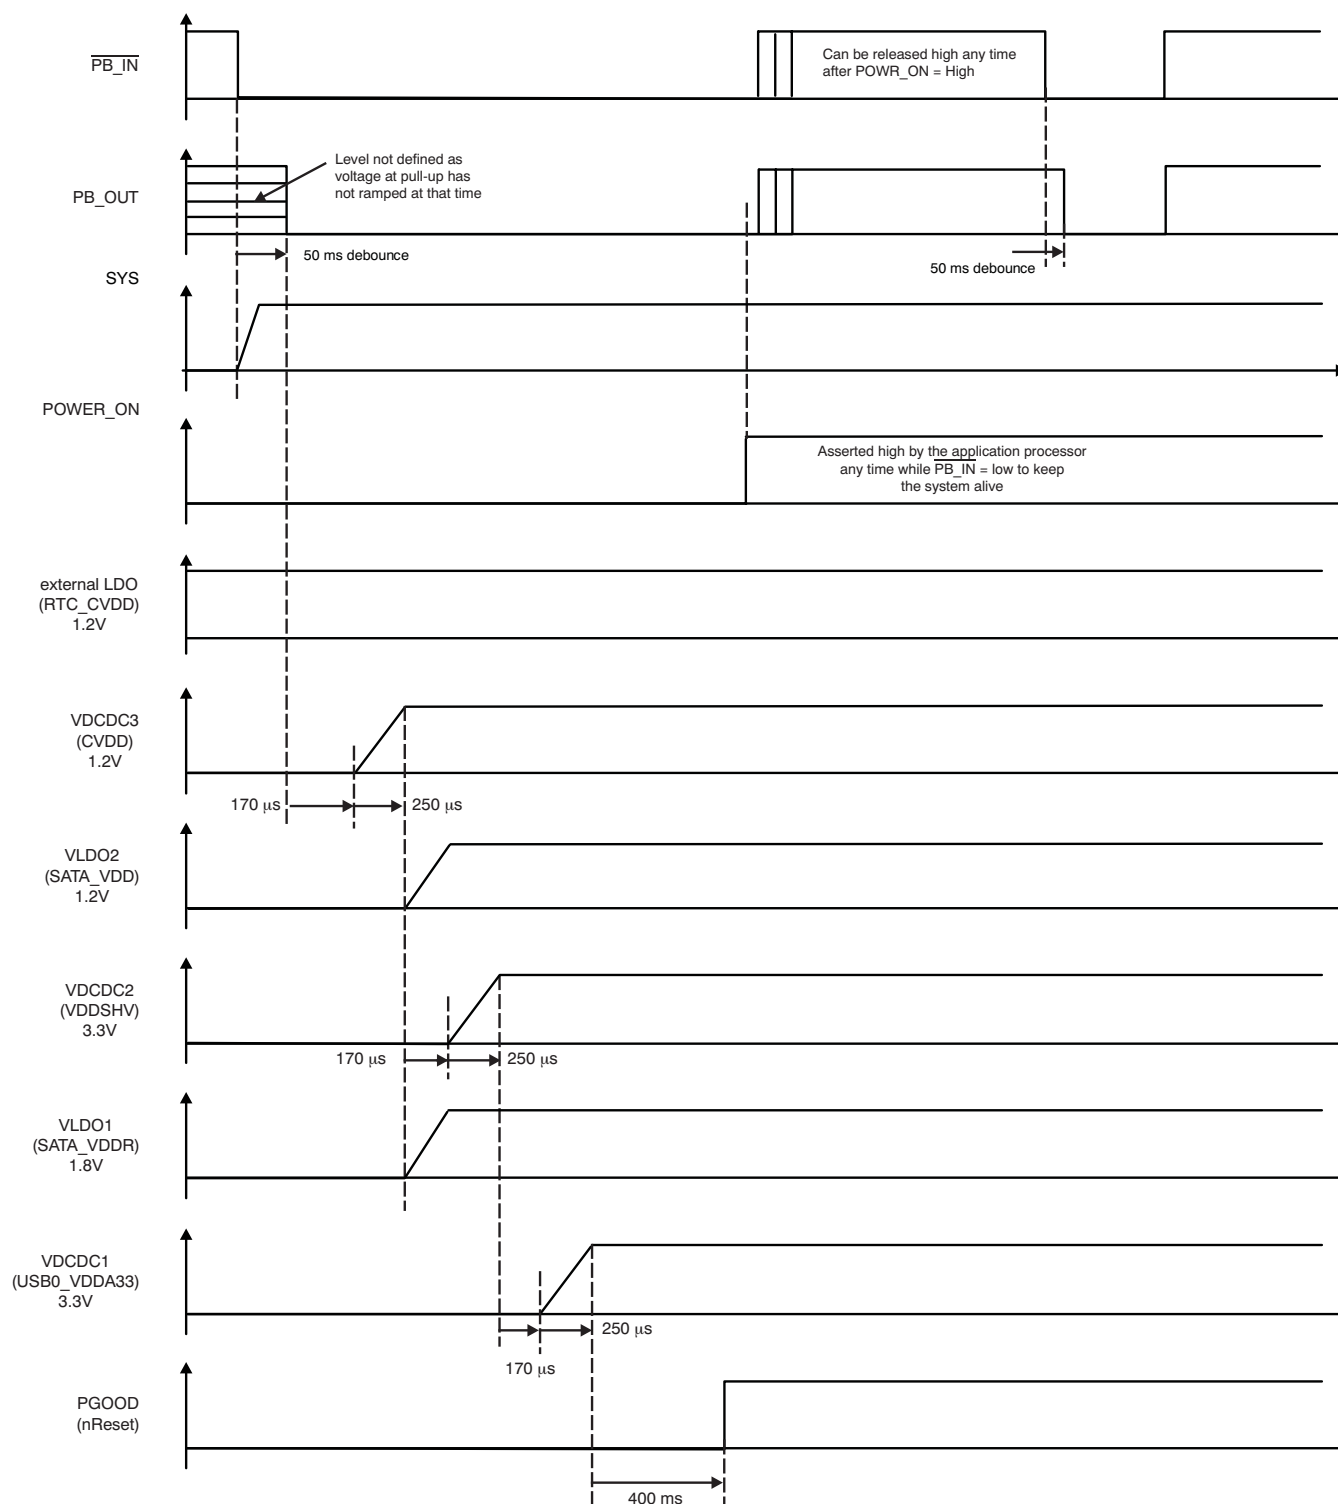 PB_IN
Can be released high any time
after POWR_ON = High
PB_OUT
Level not defined as
voltage at pull-up has
not ramped at that time
50 ms debounce
50 ms debounce
SYS
POWER_ON
Asserted high by the application processor
any time while PB_IN = low to keep
the system alive
external LDO
(RTC_CVDD)
1.2V
VDCDC3
(CVDD)
1.2V
170 μs
250 μs
VLDO2
(SATA_VDD)
1.2V
VDCDC2
(VDDSHV)
3.3V
170 μs
250 μs
VLDO1
(SATA_VDDR)
1.8V
VDCDC1
(USB0_VDDA33)
3.3V
250 μs
170 μs
PGOOD
(nReset)
400 ms